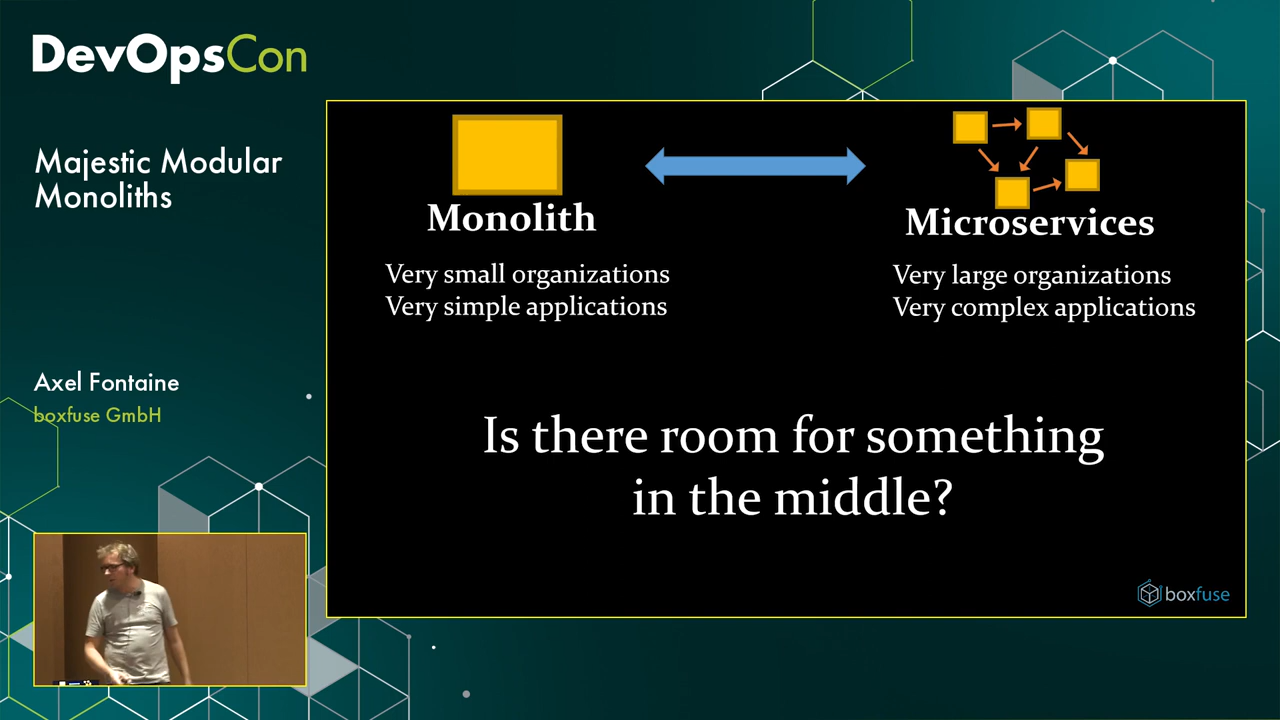 DevOpsCon
Majestic Modular
Monoliths
Axel Fontaine
boxfuse GmbH
Monolith
Very small organizations
Very simple applications
Microservices
Very large organizations
Very complex applications
Is there room for something
in the middle?
boxfuse